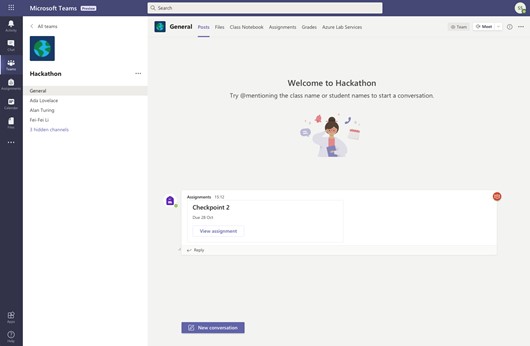 Microsoft Teams Preview
Search
Activity
Chat
Teams
Assignments
Calendar
Files
All teams
Hackathon
General
Ada Lovelace
Alan Turing
Fei-Fei Li
3 hidden channels
General Posts Files Class Notebook Assignments Grades Azure Lab Services
Team
Meet
Welcome to Hackathon
Try @mentioning the class name or student names to start a conversation.
Assignments 15:12
Checkpoint 2
Due 28 Oct
View assignment
Reply
New conversation
Apps
Help